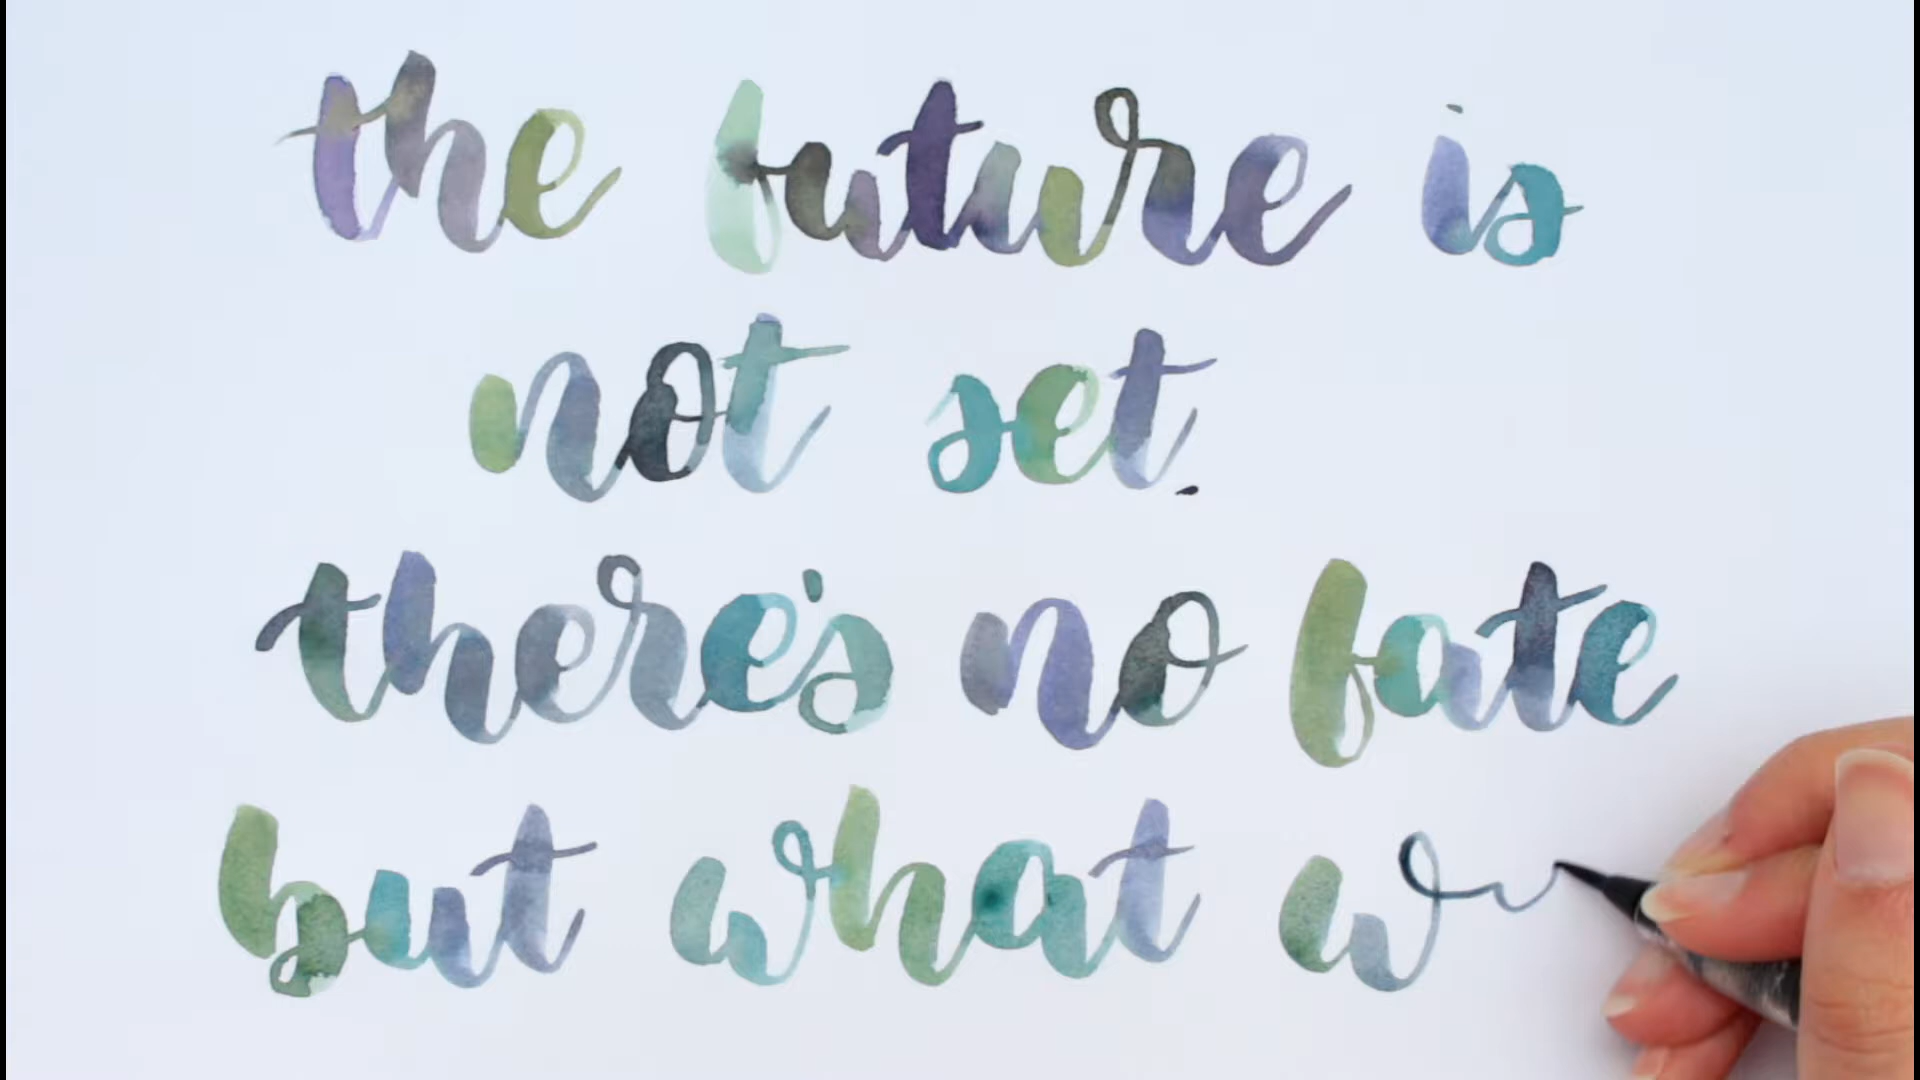 the future is
not set.
there's no fate
but what w